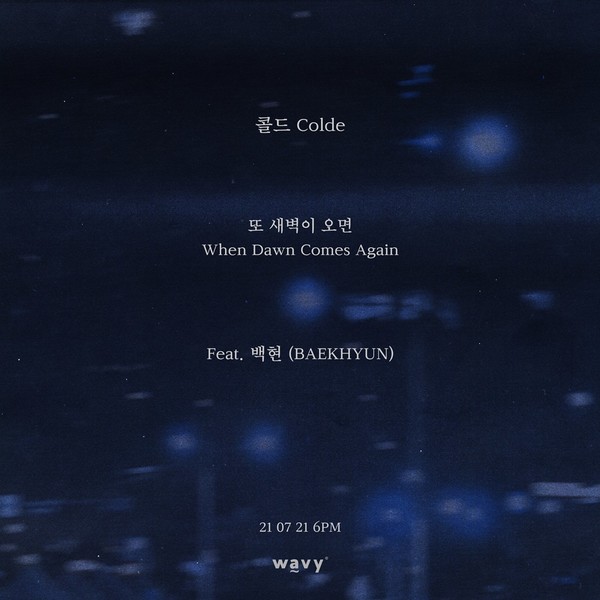 콜드 Colde
또 새벽이 오면
When Dawn Comes Again
Feat. 백현 (BAEKHYUN)
21 07 21 6PM
wavy